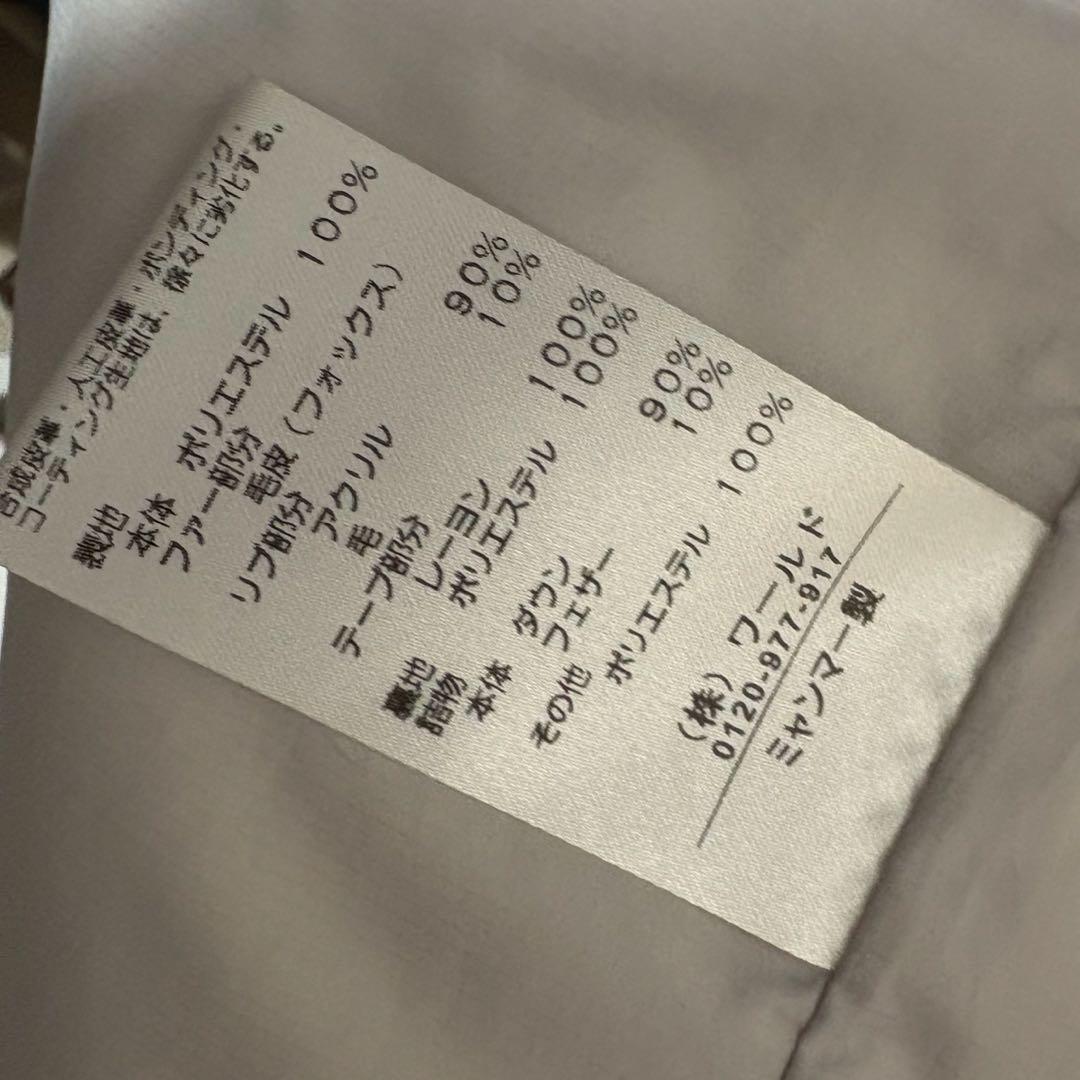 合成皮革・人工皮革・ボンディング・
コーティング生地は、徐々に劣化する。
表地
本体 ポリエステル 100%
ファー部分
毛皮（フォックス）
リブ部分
アクリル 90%
毛 10%
テープ部分
レーヨン 100%
裏地 ポリエステル 100%
詰物
本体 ダウン 90%
フェザー 10%
その他 ポリエステル 100%
（株）ワールド
0120-977-917
ミャンマー製